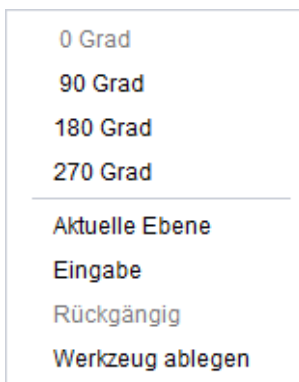 0 Grad
90 Grad
180 Grad
270 Grad
Aktuelle Ebene
Eingabe
Rückgängig
Werkzeug ablegen